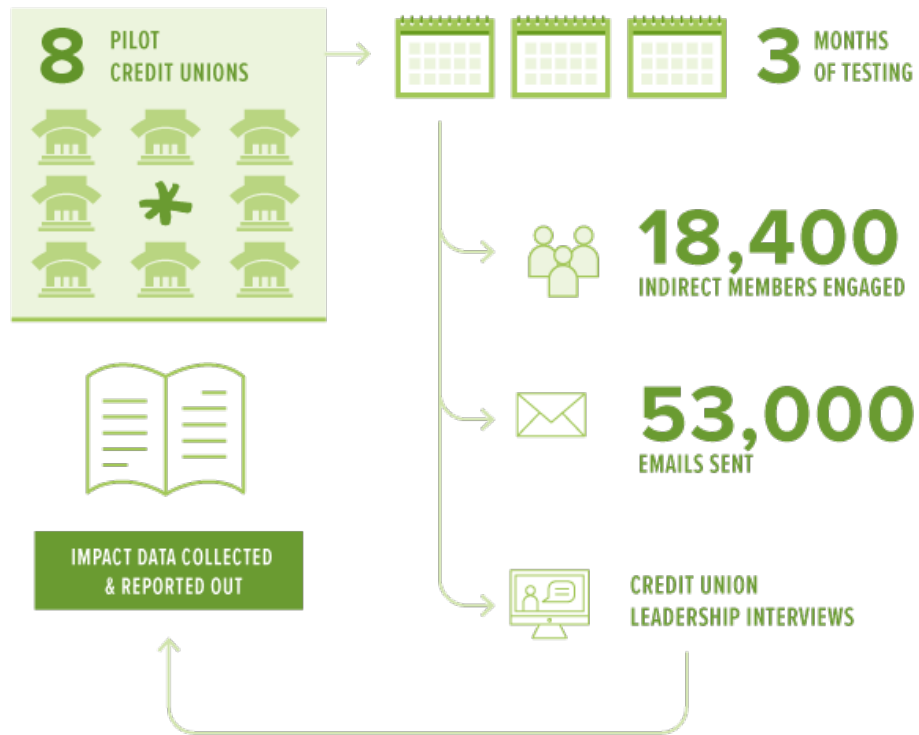 8 PILOT
CREDIT UNIONS
3 MONTHS
OF TESTING
18,400
INDIRECT MEMBERS ENGAGED
53,000
EMAILS SENT
CREDIT UNION
LEADERSHIP INTERVIEWS
IMPACT DATA COLLECTED
& REPORTED OUT